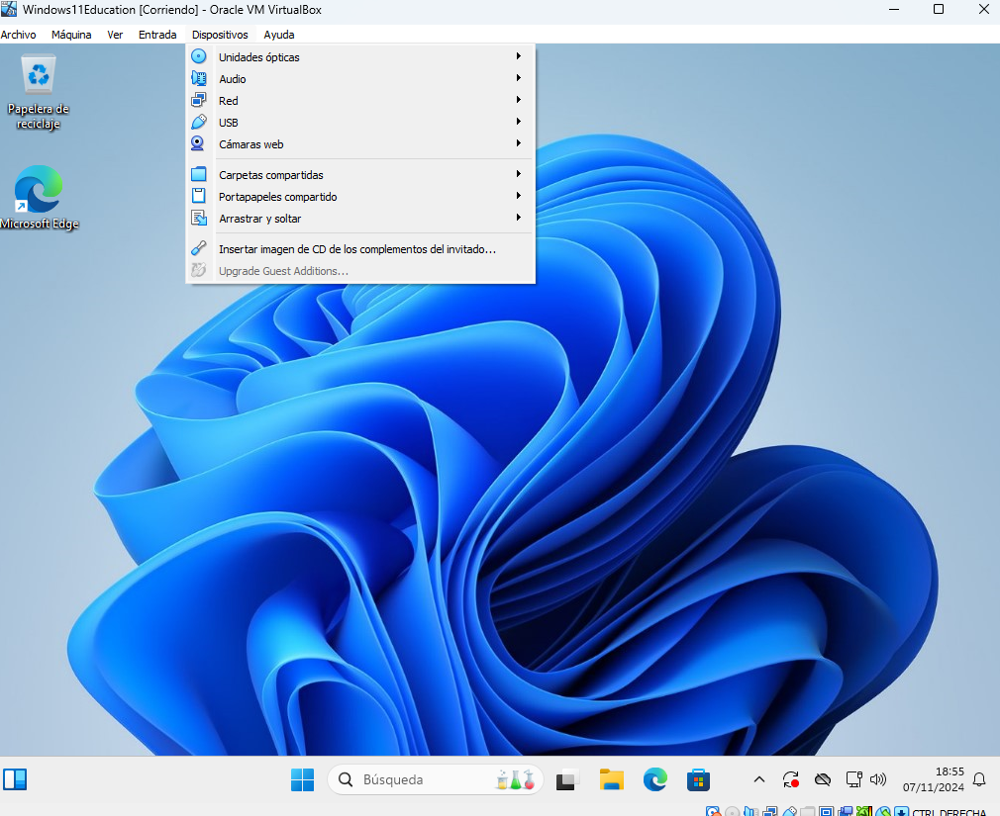 Windows11Education [Corriendo] - Oracle VM VirtualBox
Archivo Máquina Ver Entrada Dispositivos Ayuda
Unidades ópticas
Audio
Red
USB
Cámaras web
Carpetas compartidas
Portapapeles compartido
Arrastrar y soltar
Insertar imagen de CD de los complementos del invitado...
Upgrade Guest Additions...
Papelera de
reciclaje
Microsoft Edge
Búsqueda
18:55
07/11/2024
CTRL DERECHA